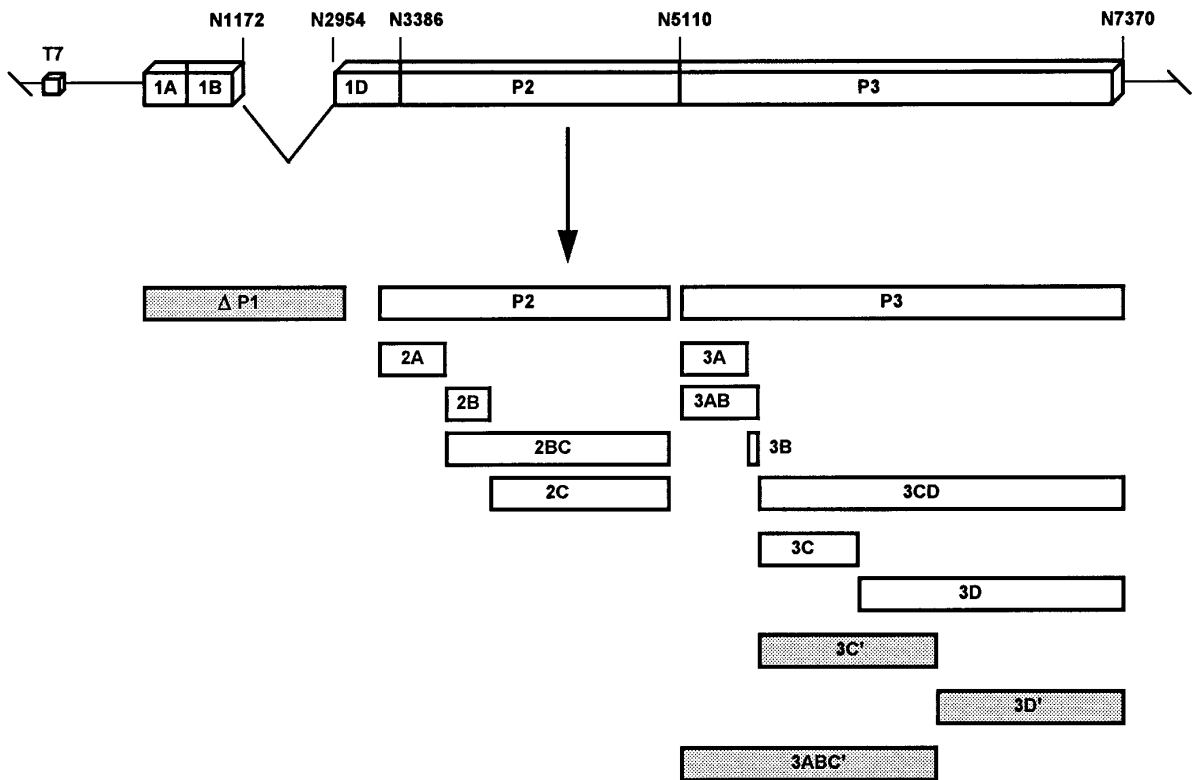 N1172 N2954 N3386 N5110 N7370
T7
1A 1B 1D P2 P3
Δ P1 P2 P3
2A 3A
2B 3AB
2BC 3B
2C 3CD
3C
3D
3C'
3D'
3ABC'